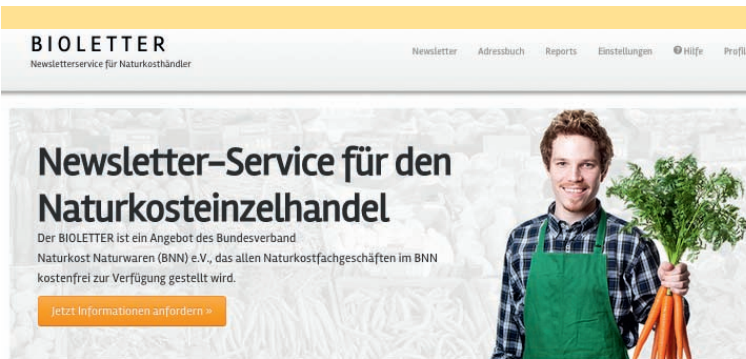 BIOLETTER
Newsletterservice für Naturkosthändler
Newsletter Adressbuch Reports Einstellungen Hilfe Profil
Newsletter-Service für den
Naturkosteinzelhandel
Der BIOLETTER ist ein Angebot des Bundesverband
Naturkost Naturwaren (BNN) e.V., das allen Naturkostfachgeschäften im BNN
kostenfrei zur Verfügung gestellt wird.
Jetzt Informationen anfordern »